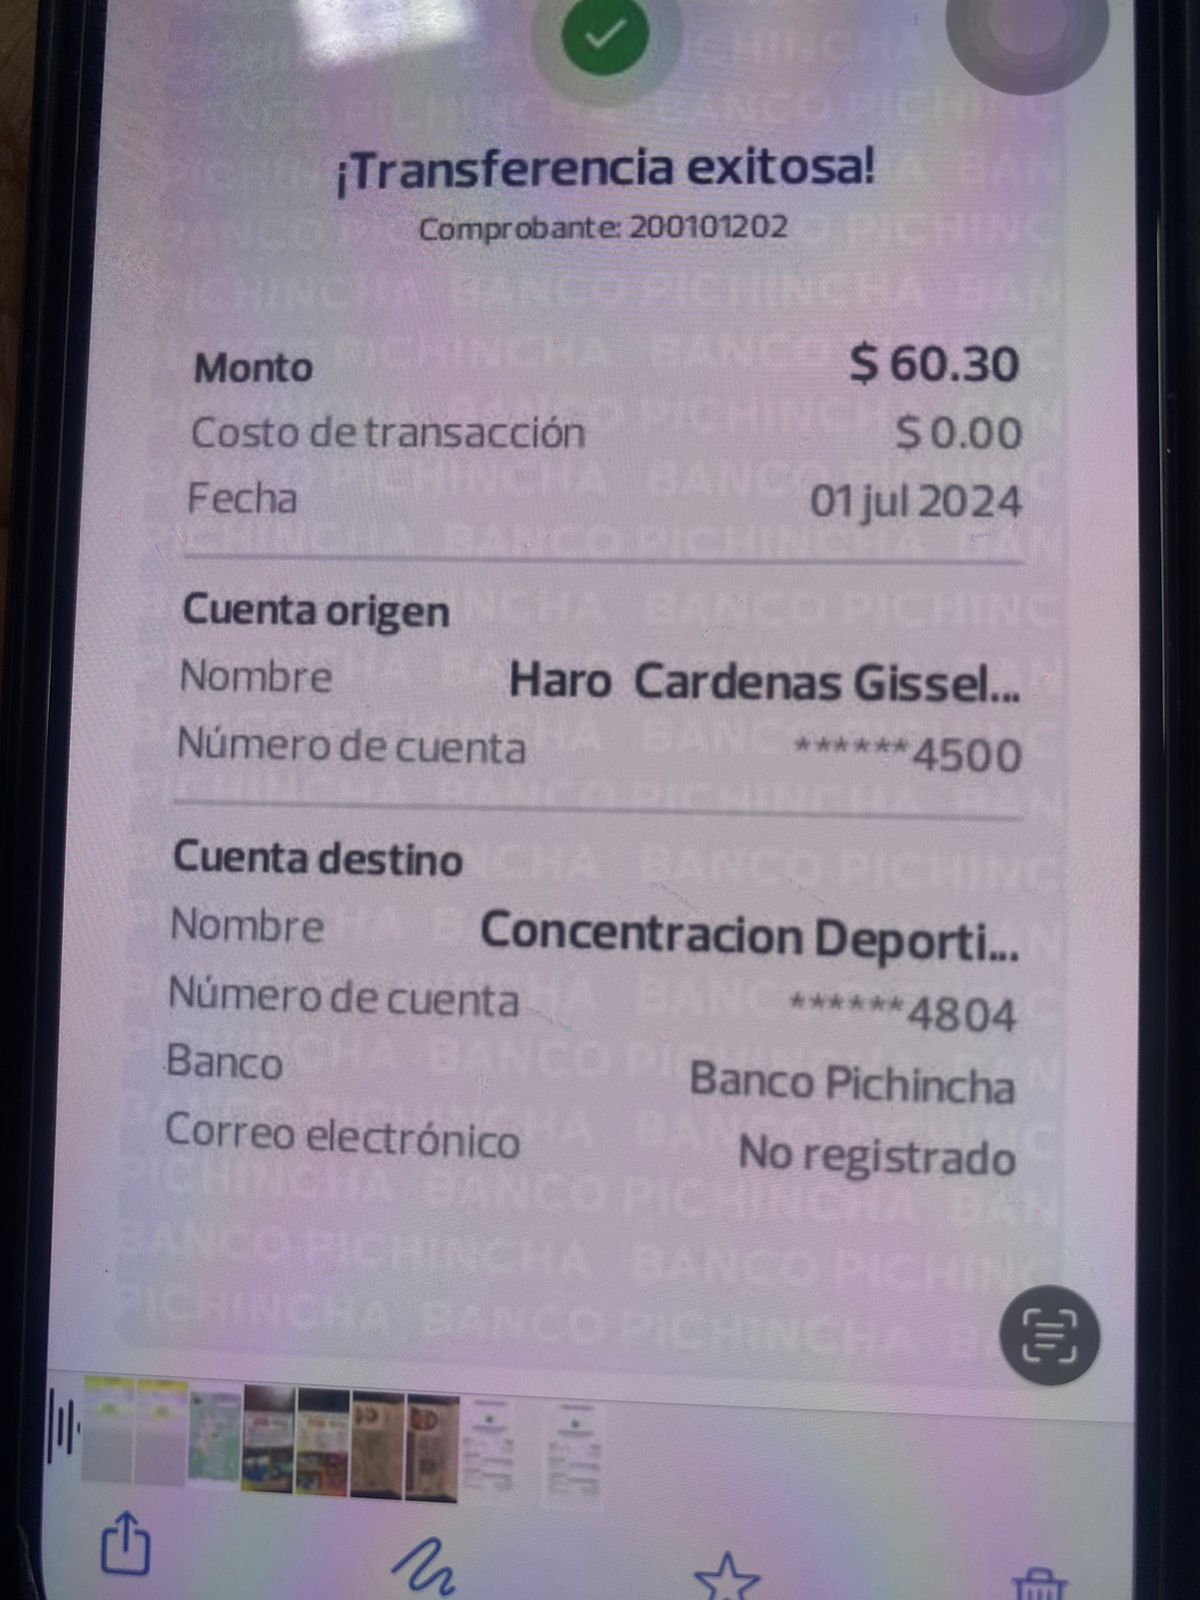 ¡Transferencia exitosa!
Comprobante: 200101202
Monto $ 60.30
Costo de transacción $ 0.00
Fecha 01 jul 2024
Cuenta origen
Nombre Haro Cardenas Gissel...
Número de cuenta ******4500
Cuenta destino
Nombre Concentracion Deporti...
Número de cuenta ******4804
Banco Banco Pichincha
Correo electrónico No registrado
BANCO PICHINCHA